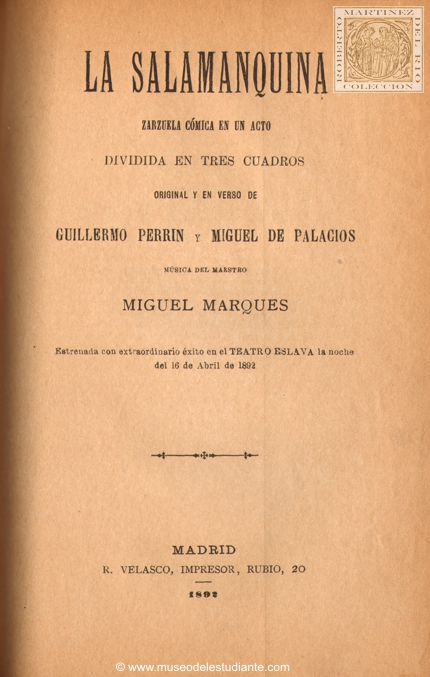 LA SALAMANQUINA
ZARZUELA CÓMICA EN UN ACTO
DIVIDIDA EN TRES CUADROS
ORIGINAL Y EN VERSO DE
GUILLERMO PERRIN Y MIGUEL DE PALACIOS
MÚSICA DEL MAESTRO
MIGUEL MARQUES
Estrenada con extraordinario éxito en el TEATRO ESLAVA la noche
del 16 de Abril de 1892
MADRID
R. VELASCO, IMPRESOR, RUBIO, 20
1892
ROBERTO MARTINEZ DEL RIO
COLECCION
© www.museodelestudiante.com